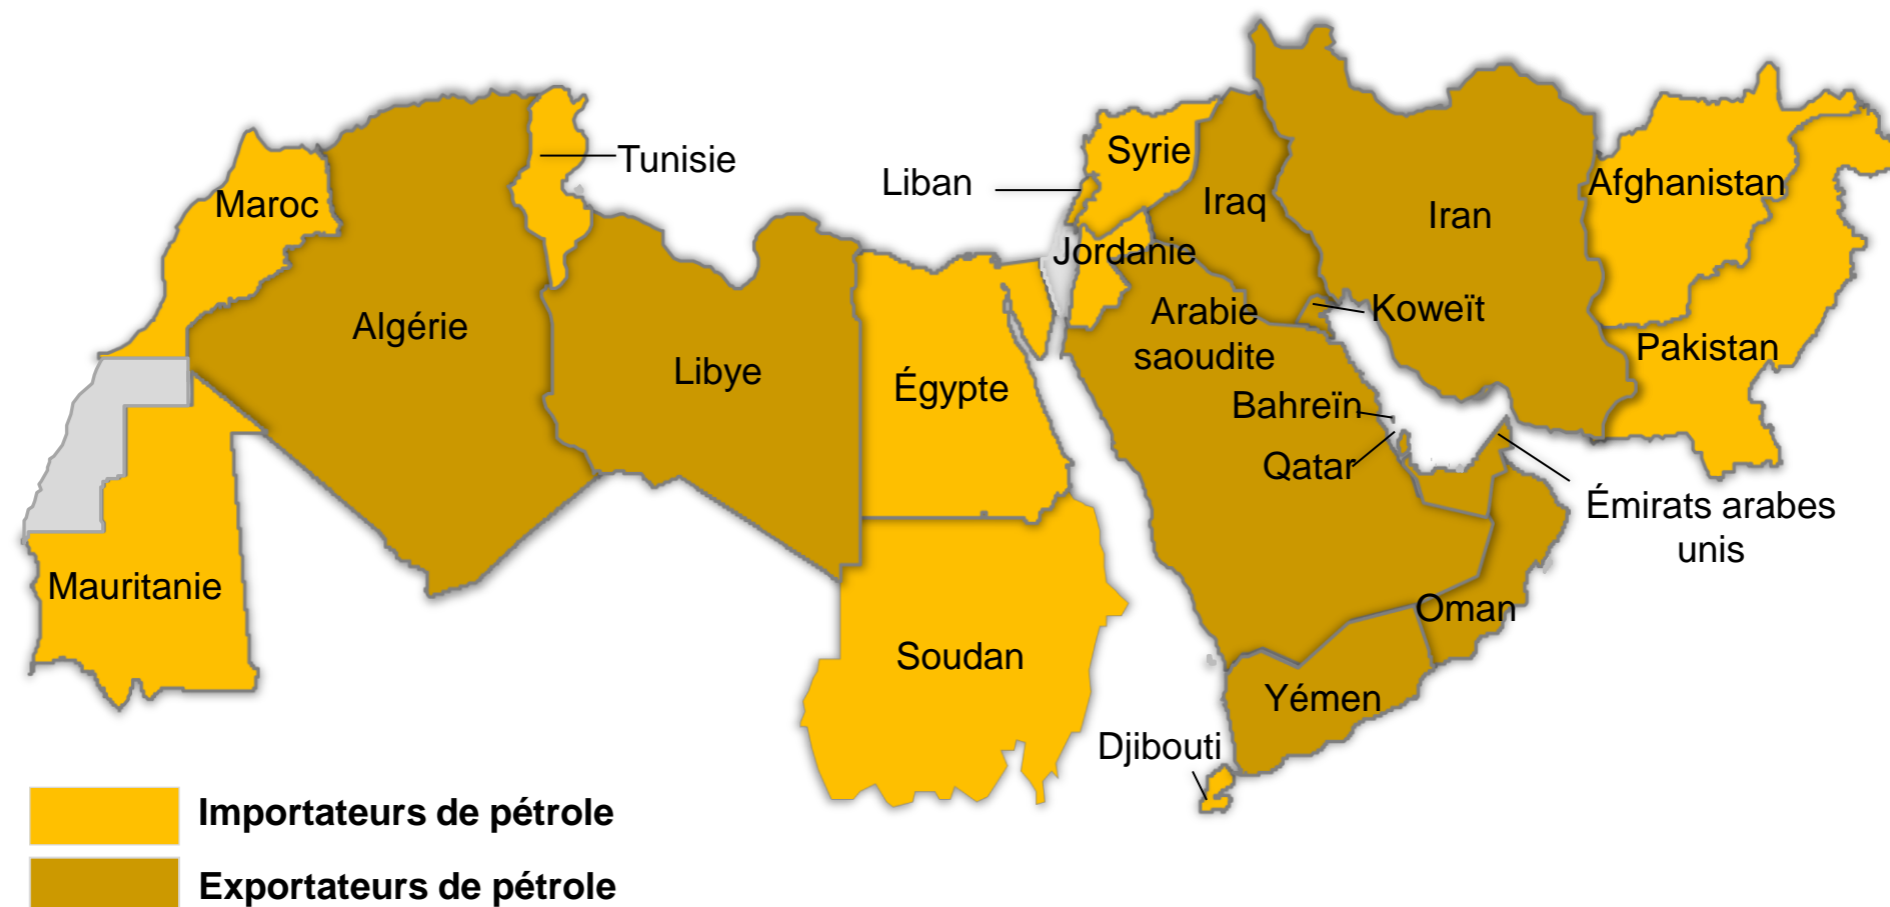 Maroc
Tunisie
Algérie
Libye
Égypte
Mauritanie
Soudan
Liban
Syrie
Jordanie
Iraq
Iran
Afghanistan
Pakistan
Koweït
Arabie
saoudite
Bahreïn
Qatar
Émirats arabes
unis
Oman
Yémen
Djibouti
Importateurs de pétrole
Exportateurs de pétrole